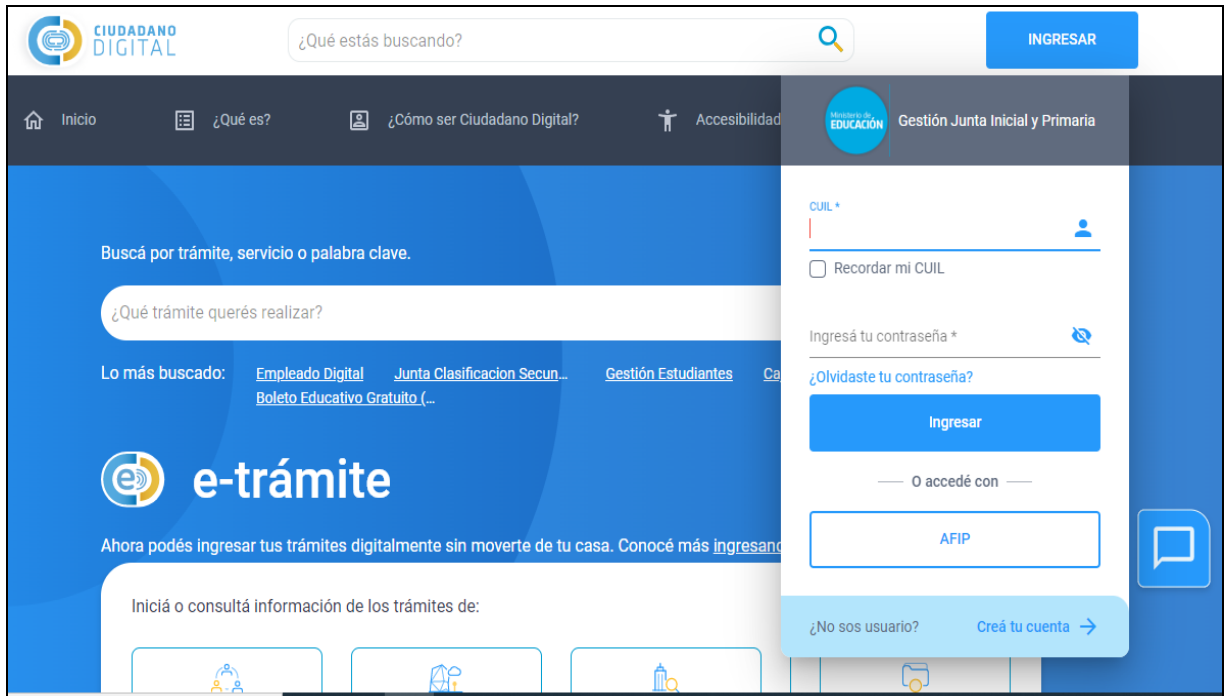 CIUDADANO
DIGITAL
¿Qué estás buscando?
INGRESAR
Inicio
¿Qué es?
¿Cómo ser Ciudadano Digital?
Accesibilidad
Ministerio de
EDUCACIÓN
Gestión Junta Inicial y Primaria
CUIL *
Recordar mi CUIL
Ingresá tu contraseña *
¿Olvidaste tu contraseña?
Ingresar
O accedé con
AFIP
¿No sos usuario?
Creá tu cuenta
Buscá por trámite, servicio o palabra clave.
¿Qué trámite querés realizar?
Lo más buscado: Empleado Digital Junta Clasificacion Secun... Gestión Estudiantes Ca
Boleto Educativo Gratuito (...
e-trámite
Ahora podés ingresar tus trámites digitalmente sin moverte de tu casa. Conocé más ingresand
Iniciá o consultá información de los trámites de: